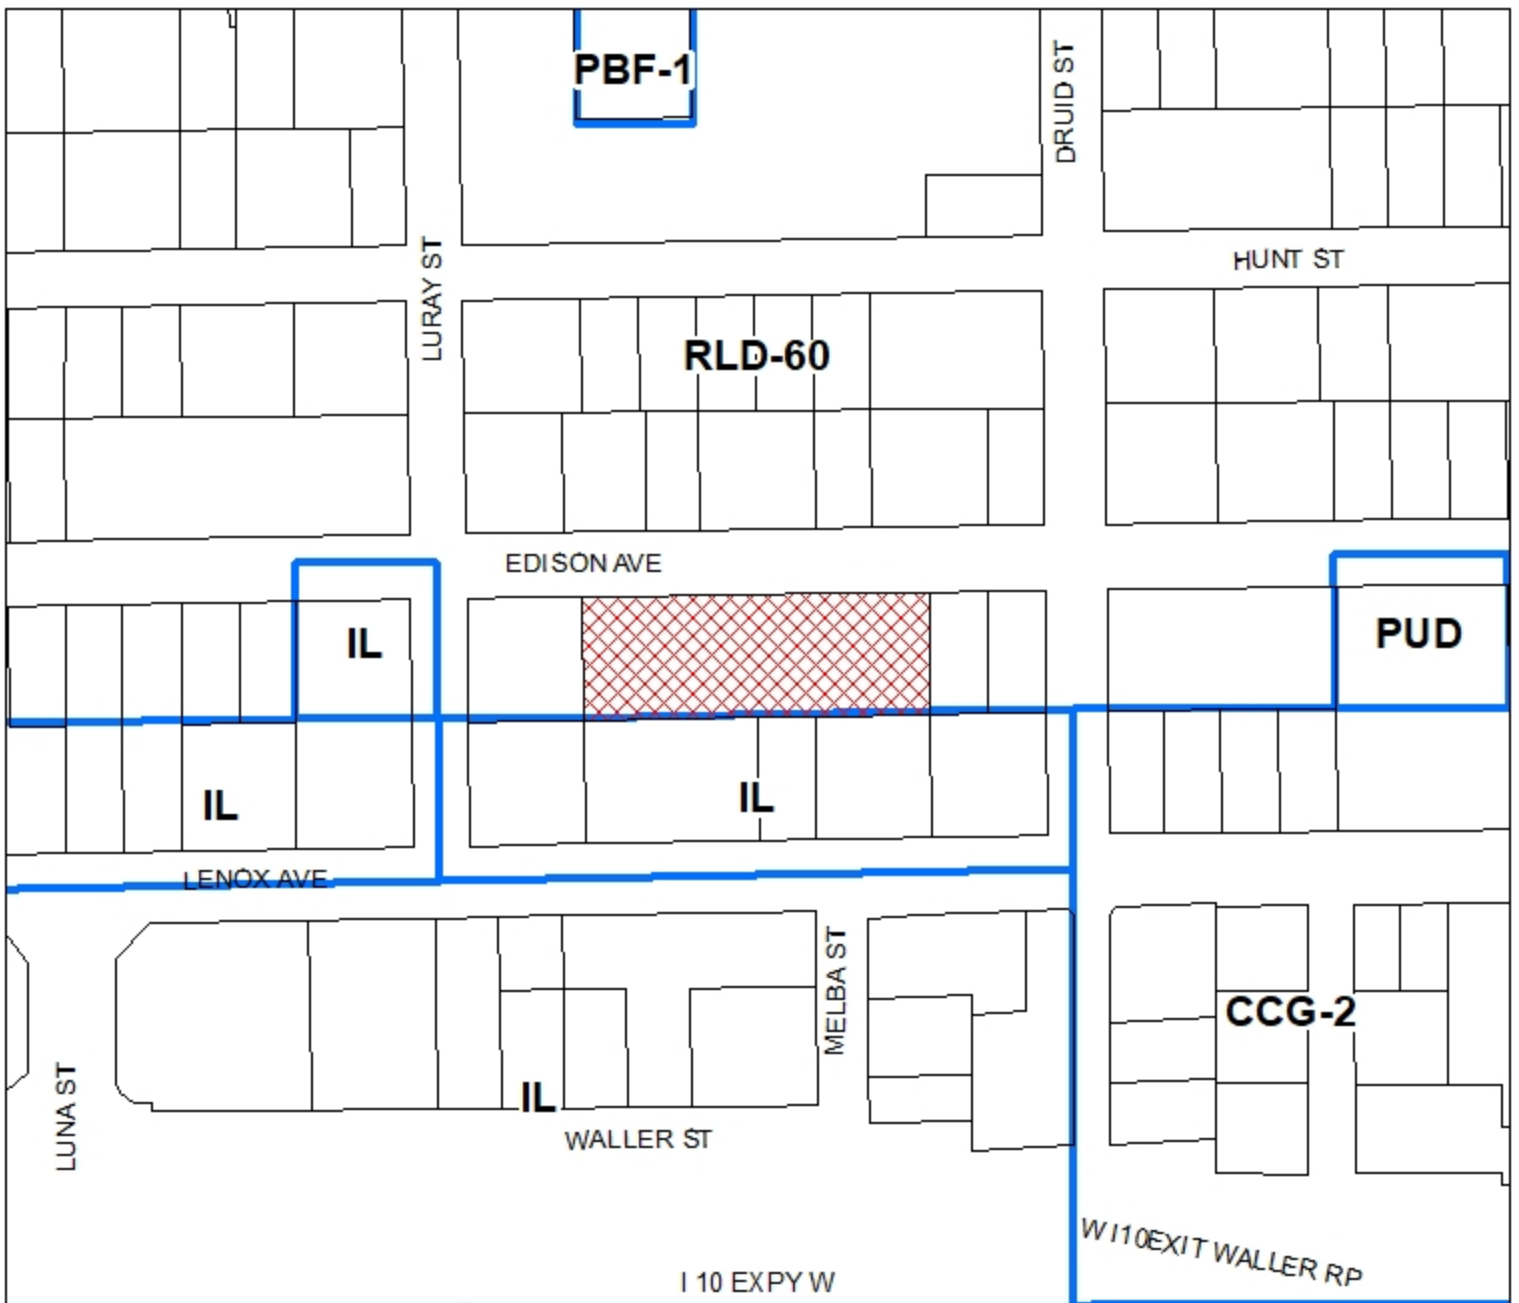 PBF-1
DRUID ST
LURAY ST
HUNT ST
RLD-60
EDISON AVE
IL
PUD
IL
IL
LENOX AVE
MELBA ST
CCG-2
LUNA ST
IL
WALLER ST
W I10EXIT WALLER RP
I 10 EXPY W